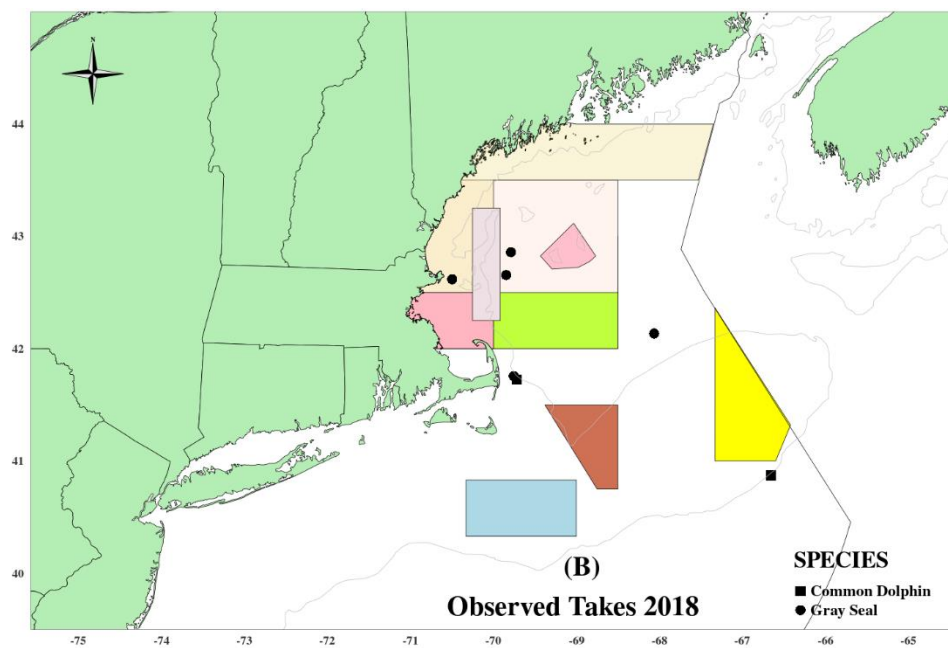 N
44
43
42
41
40
(B)
Observed Takes 2018
SPECIES
Common Dolphin
Gray Seal
-75 -74 -73 -72 -71 -70 -69 -68 -67 -66 -65